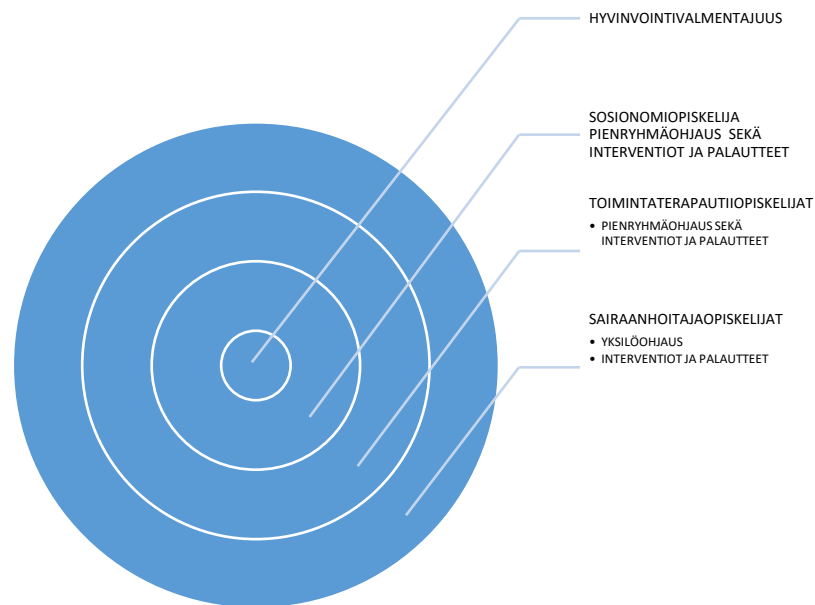 HYVINVOINTIVALMENTAJUUS
SOSIONOMIOPISKELIJA
PIENRYHMÄOHJAUS SEKÄ
INTERVENTIOT JA PALAUTTEET
TOIMINTATERAPAUTIIOPISKELIJAT
• PIENRYHMÄOHJAUS SEKÄ
INTERVENTIOT JA PALAUTTEET
SAIRAANHOITAJAOPISKELIJAT
• YKSILÖOHJAUS
• INTERVENTIOT JA PALAUTTEET